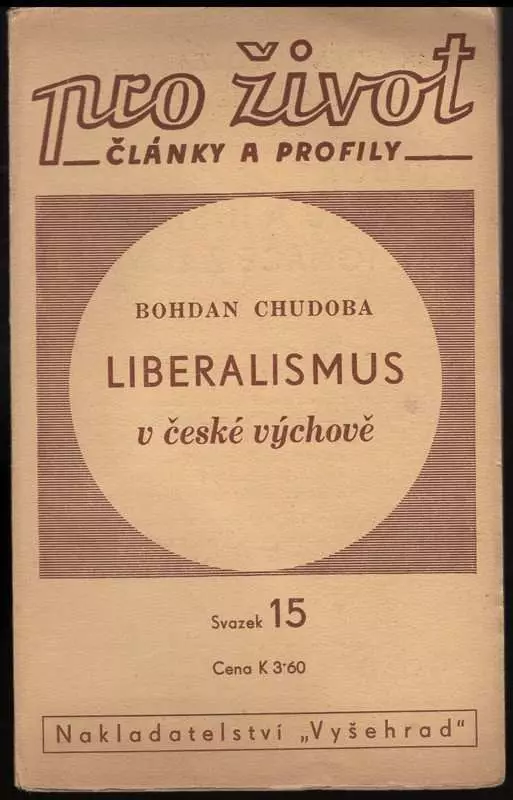 pro život
ČLÁNKY A PROFILY
BOHDAN CHUDOBA
LIBERALISMUS
v české výchově
Svazek 15
Cena K 3·60
Nakladatelství „Vyšehrad"